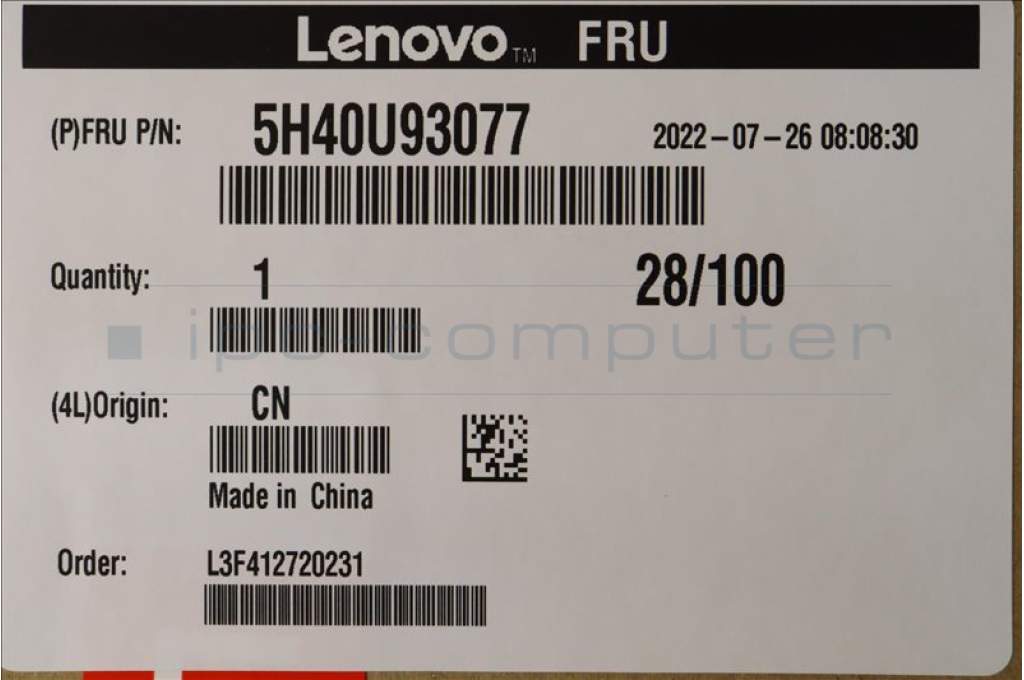 Lenovo™ FRU
(P)FRU P/N: 5H40U93077 2022-07-26 08:08:30
Quantity: 1 28/100
ipc-computer
(4L)Origin: CN
Made in China
Order: L3F412720231